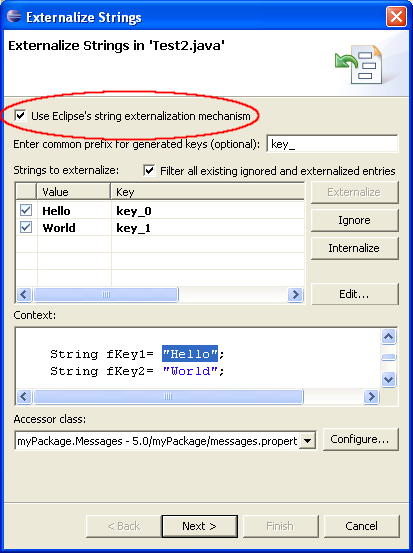 Externalize Strings
Externalize Strings in 'Test2.java'
Use Eclipse's string externalization mechanism
Enter common prefix for generated keys (optional): key_
Strings to externalize: Filter all existing ignored and externalized entries
Value Key Externalize
Hello key_0 Ignore
World key_1 Internalize
Edit...
Context:
String fKey1= "Hello";
String fKey2= "World";
Accessor class:
myPackage.Messages - 5.0/myPackage/messages.propert Configure...
< Back Next > Finish Cancel